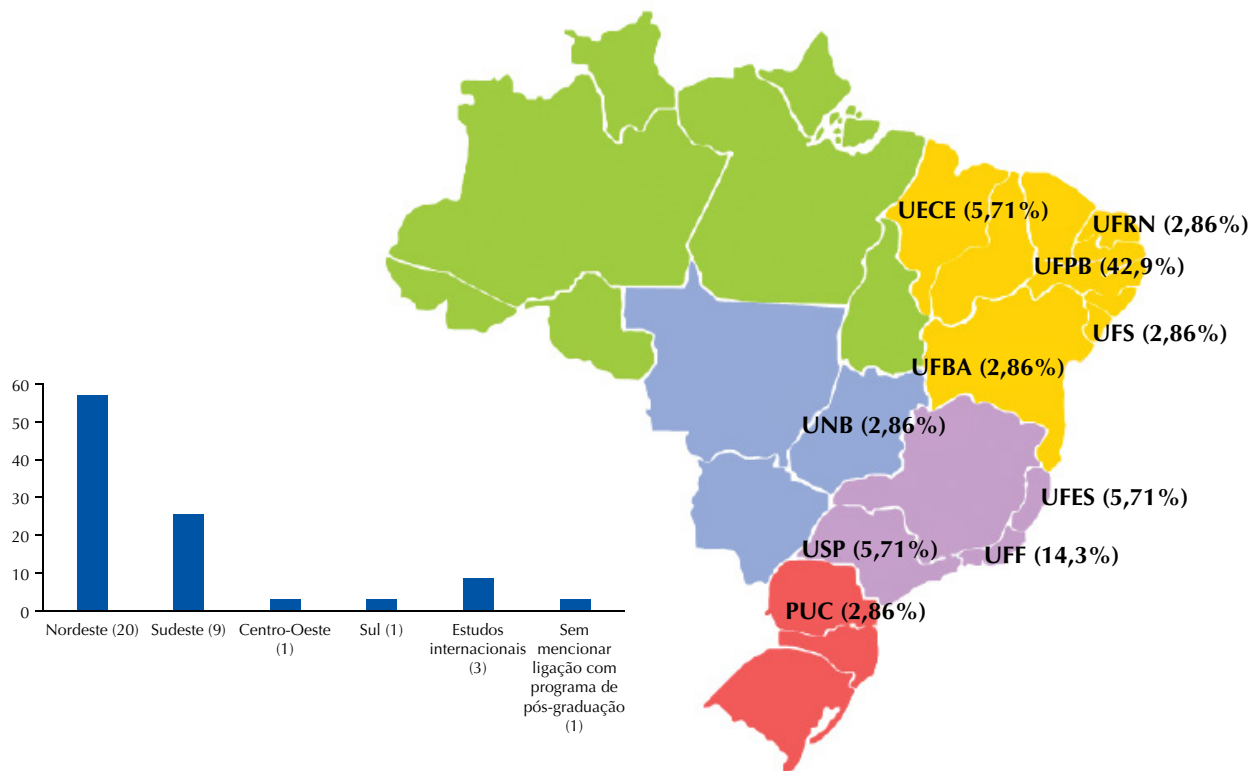 UECE (5,71%)
UFRN (2,86%)
UFPB (42,9%)
UFS (2,86%)
UFBA (2,86%)
UNB (2,86%)
UFES (5,71%)
USP (5,71%)
UFF (14,3%)
PUC (2,86%)
60
50
40
30
20
10
0
Nordeste (20)
Sudeste (9)
Centro-Oeste
(1)
Sul (1)
Estudos
internacionais
(3)
Sem
mencionar
ligação com
programa de
pós-graduação
(1)